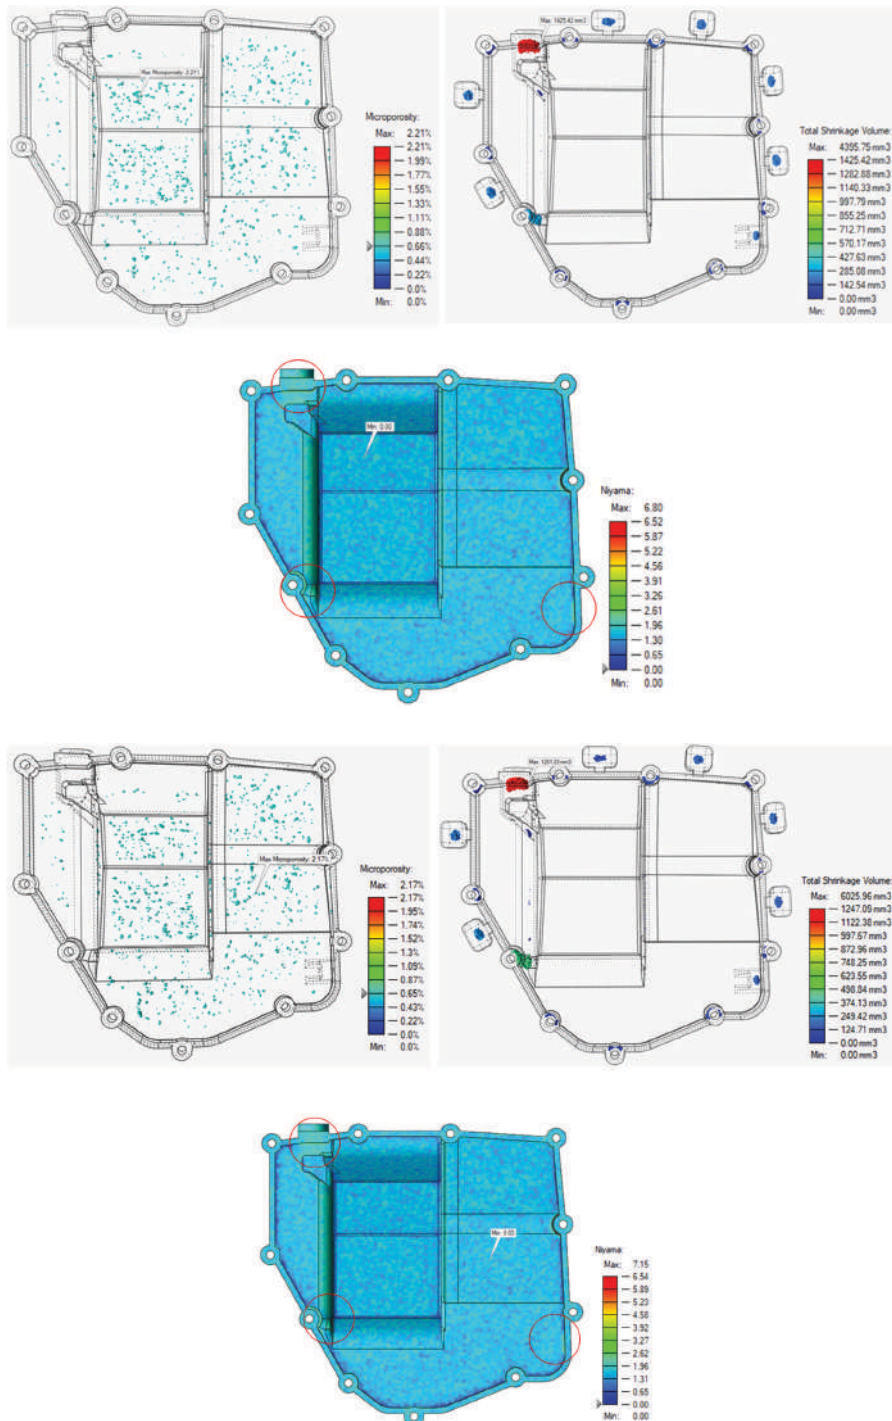 Max Microporosity: 2.21%
Microporosity:
Max: 2.21%
2.21%
1.99%
1.77%
1.55%
1.33%
1.11%
0.88%
0.66%
0.44%
0.22%
0.0%
Min: 0.0%
Max: 1425.42 mm3
Total Shrinkage Volume:
Max: 4395.75 mm3
1425.42 mm3
1282.88 mm3
1140.33 mm3
997.79 mm3
855.25 mm3
712.71 mm3
570.17 mm3
427.63 mm3
285.08 mm3
142.54 mm3
0.00 mm3
Min: 0.00 mm3
Min: 0.00
Niyama:
Max: 6.80
6.52
5.87
5.22
4.56
3.91
3.26
2.61
1.96
1.30
0.65
0.00
Min: 0.00
Max Microporosity: 2.17%
Microporosity:
Max: 2.17%
2.17%
1.95%
1.74%
1.52%
1.3%
1.09%
0.87%
0.65%
0.43%
0.22%
0.0%
Min: 0.0%
Total Shrinkage Volume:
Max: 6025.96 mm3
1247.09 mm3
1122.38 mm3
997.67 mm3
872.96 mm3
748.25 mm3
623.55 mm3
498.84 mm3
374.13 mm3
249.42 mm3
124.71 mm3
0.00 mm3
Min: 0.00 mm3
Min: 0.00
Niyama:
Max: 7.15
6.54
5.89
5.23
4.58
3.92
3.27
2.62
1.96
1.31
0.65
0.00
Min: 0.00